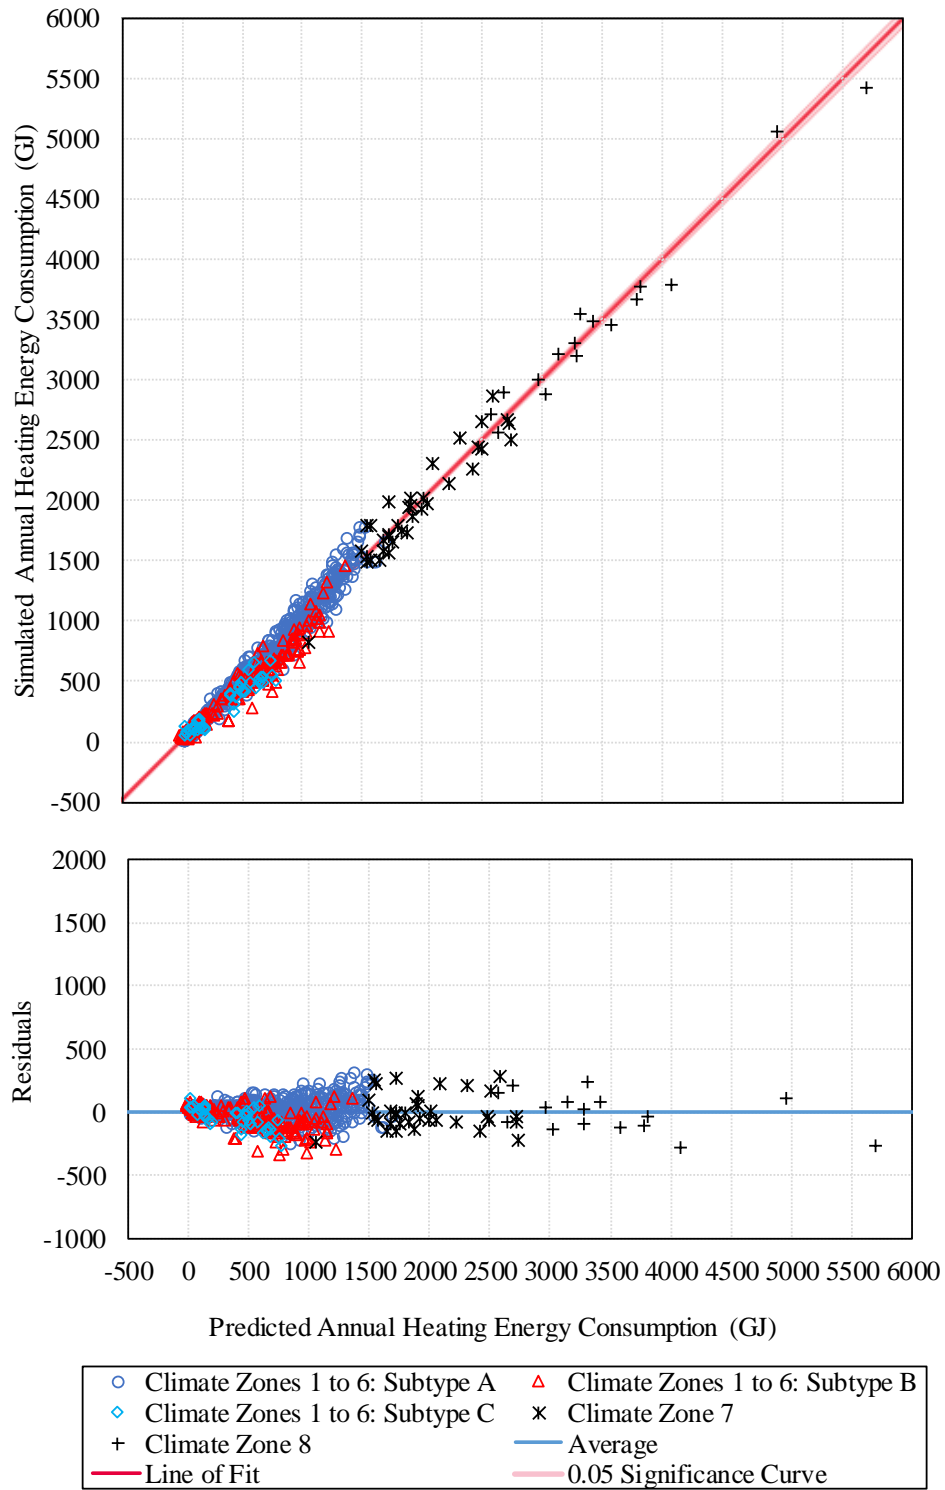 6000
5500
5000
4500
4000
3500
3000
2500
2000
1500
1000
500
0
-500
Simulated Annual Heating Energy Consumption (GJ)
2000
1500
1000
500
0
-500
-1000
Residuals
-500 0 500 1000 1500 2000 2500 3000 3500 4000 4500 5000 5500 6000
Predicted Annual Heating Energy Consumption (GJ)
Climate Zones 1 to 6: Subtype A Climate Zones 1 to 6: Subtype B
Climate Zones 1 to 6: Subtype C Climate Zone 7
Climate Zone 8 Average
Line of Fit 0.05 Significance Curve